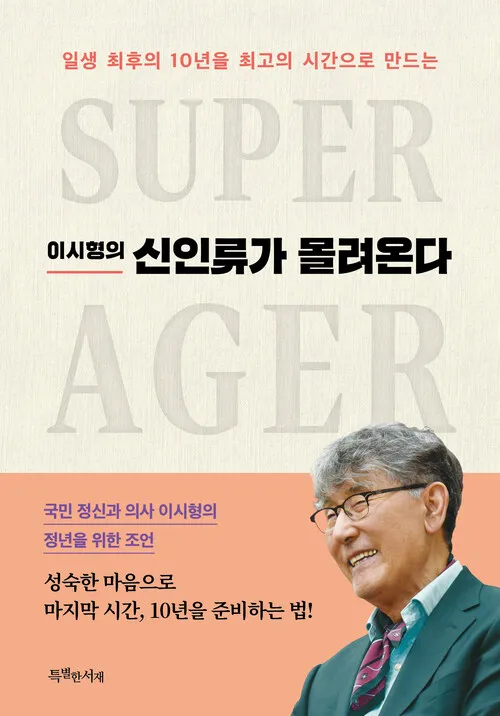 일생 최후의 10년을 최고의 시간으로 만드는
SUPER
이시형의 신인류가 몰려온다
AGER
국민 정신과 의사 이시형의
정년을 위한 조언
성숙한 마음으로
마지막 시간, 10년을 준비하는 법!
특별한서재